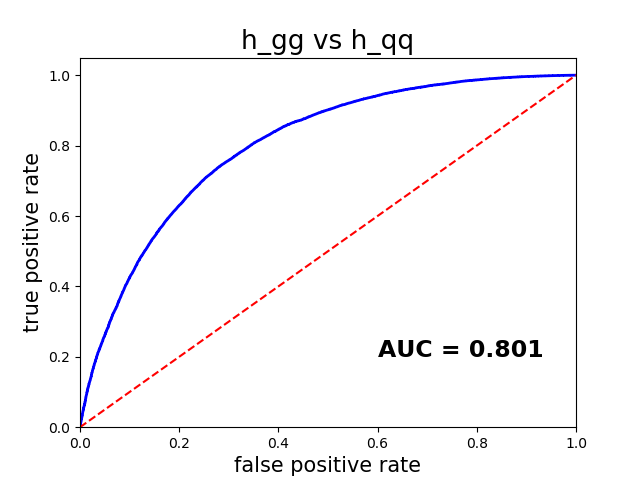 h_gg vs h_qq
true positive rate
1.0
0.8
0.6
0.4
0.2
0.0
AUC = 0.801
0.0 0.2 0.4 0.6 0.8 1.0
false positive rate